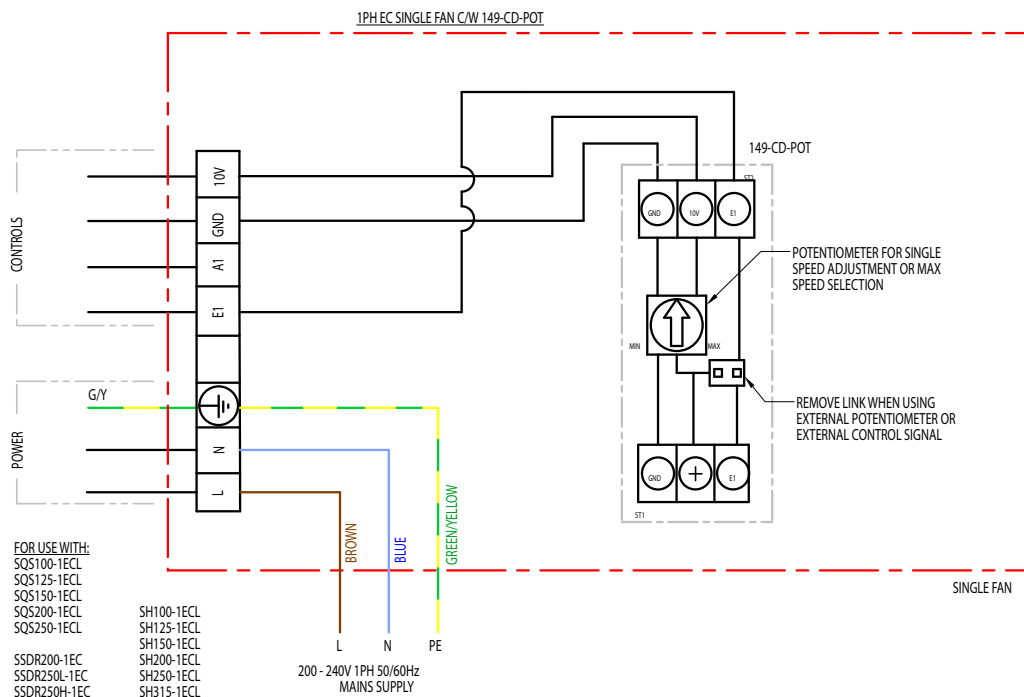 1PH EC SINGLE FAN C/W 149-CD-POT
CONTROLS
10V
GND
A1
E1
POWER
G/Y
N
L
149-CD-POT
ST2
GND
10V
E1
POTENTIOMETER FOR SINGLE
SPEED ADJUSTMENT OR MAX
SPEED SELECTION
MIN
MAX
REMOVE LINK WHEN USING
EXTERNAL POTENTIOMETER OR
EXTERNAL CONTROL SIGNAL
GND
+
E1
ST1
BROWN
BLUE
GREEN/YELLOW
SINGLE FAN
L
N
PE
200 - 240V 1PH 50/60Hz
MAINS SUPPLY
FOR USE WITH:
SQS100-1ECL
SQS125-1ECL
SQS150-1ECL
SQS200-1ECL
SQS250-1ECL
SSDR200-1EC
SSDR250L-1EC
SSDR250H-1EC
SH100-1ECL
SH125-1ECL
SH150-1ECL
SH200-1ECL
SH250-1ECL
SH315-1ECL